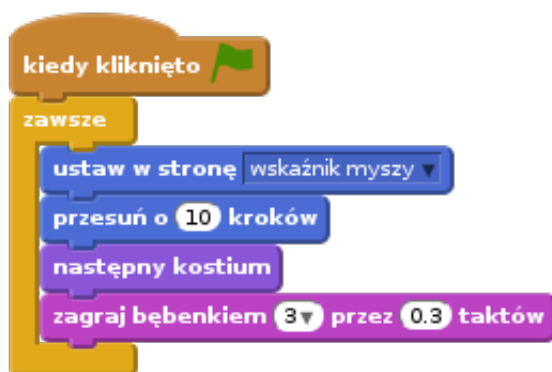 kiedy kliknięto
zawsze
ustaw w stronę wskaźnik myszy
przesuń o 10 kroków
następny kostium
zagraj bębenkiem 3 przez 0.3 taktów